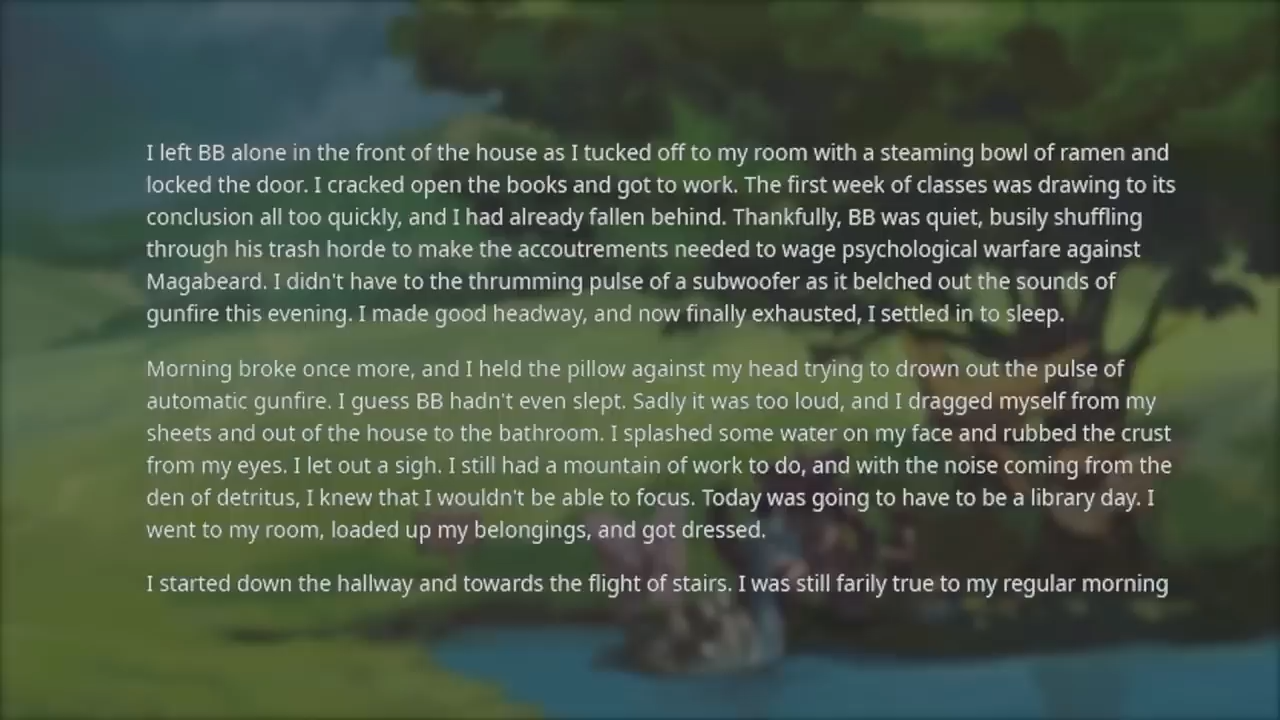 I left BB alone in the front of the house as I tucked off to my room with a steaming bowl of ramen and
locked the door. I cracked open the books and got to work. The first week of classes was drawing to its
conclusion all too quickly, and I had already fallen behind. Thankfully, BB was quiet, busily shuffling
through his trash horde to make the accoutrements needed to wage psychological warfare against
Magabeard. I didn't have to the thrumming pulse of a subwoofer as it belched out the sounds of
gunfire this evening. I made good headway, and now finally exhausted, I settled in to sleep.
Morning broke once more, and I held the pillow against my head trying to drown out the pulse of
automatic gunfire. I guess BB hadn't even slept. Sadly it was too loud, and I dragged myself from my
sheets and out of the house to the bathroom. I splashed some water on my face and rubbed the crust
from my eyes. I let out a sigh. I still had a mountain of work to do, and with the noise coming from the
den of detritus, I knew that I wouldn't be able to focus. Today was going to have to be a library day. I
went to my room, loaded up my belongings, and got dressed.
I started down the hallway and towards the flight of stairs. I was still farily true to my regular morning